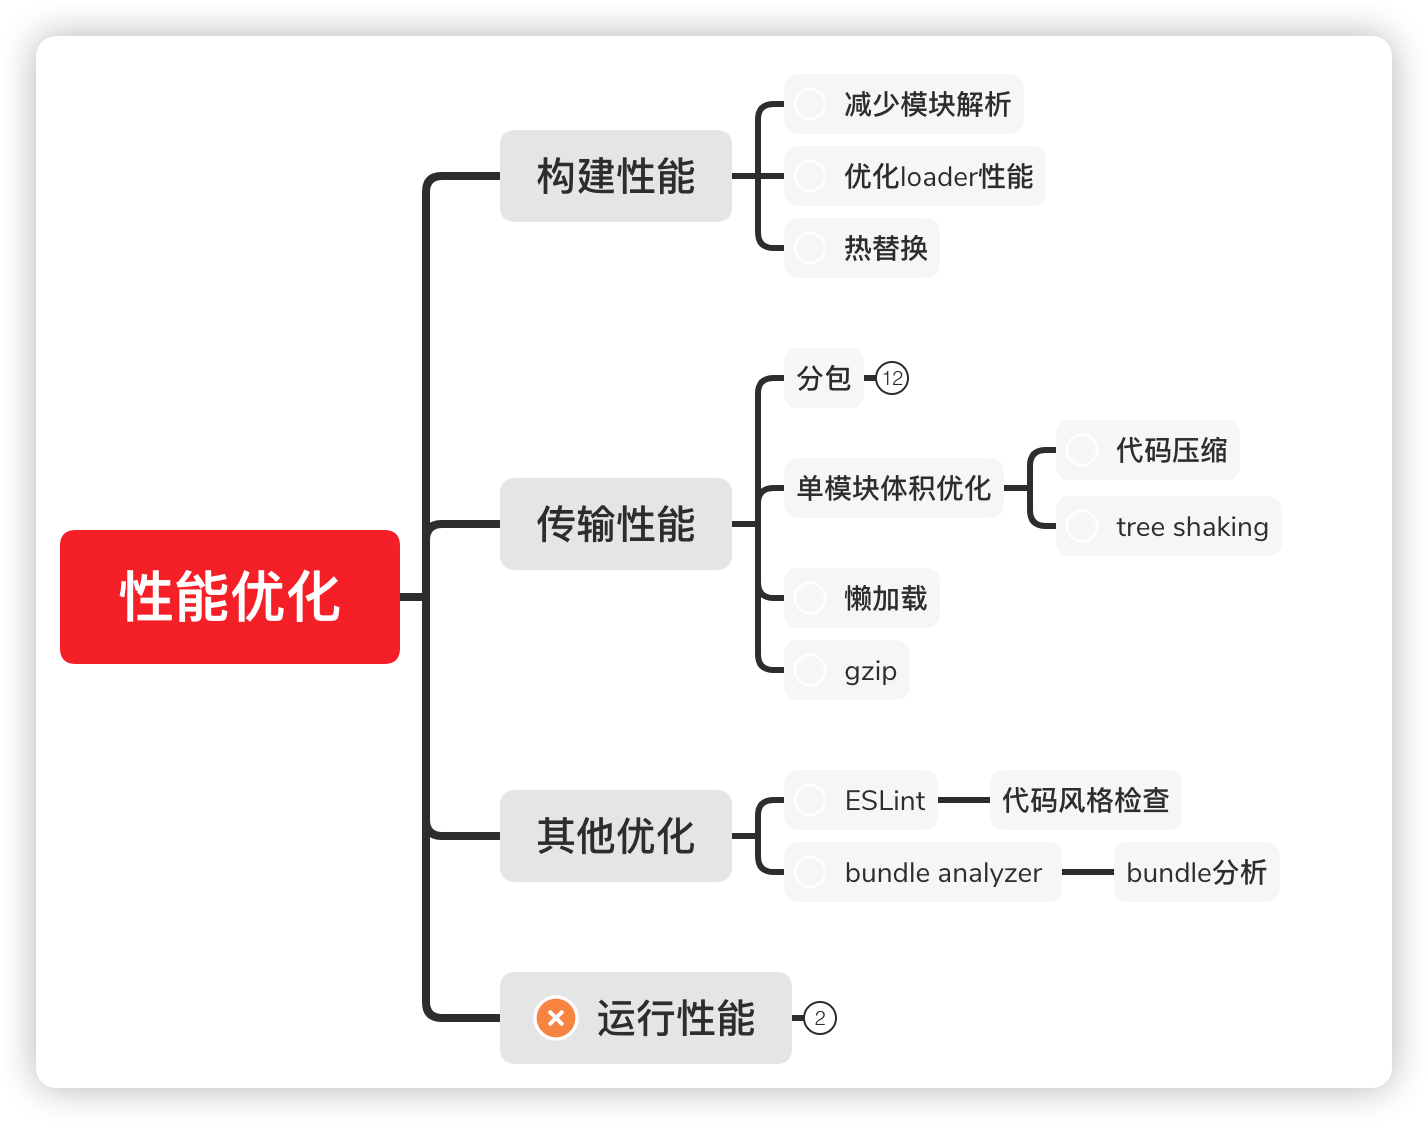 性能优化
构建性能
减少模块解析
优化loader性能
热替换
传输性能
分包
12
单模块体积优化
代码压缩
tree shaking
懒加载
gzip
其他优化
ESLint
代码风格检查
bundle analyzer
bundle分析
运行性能
2